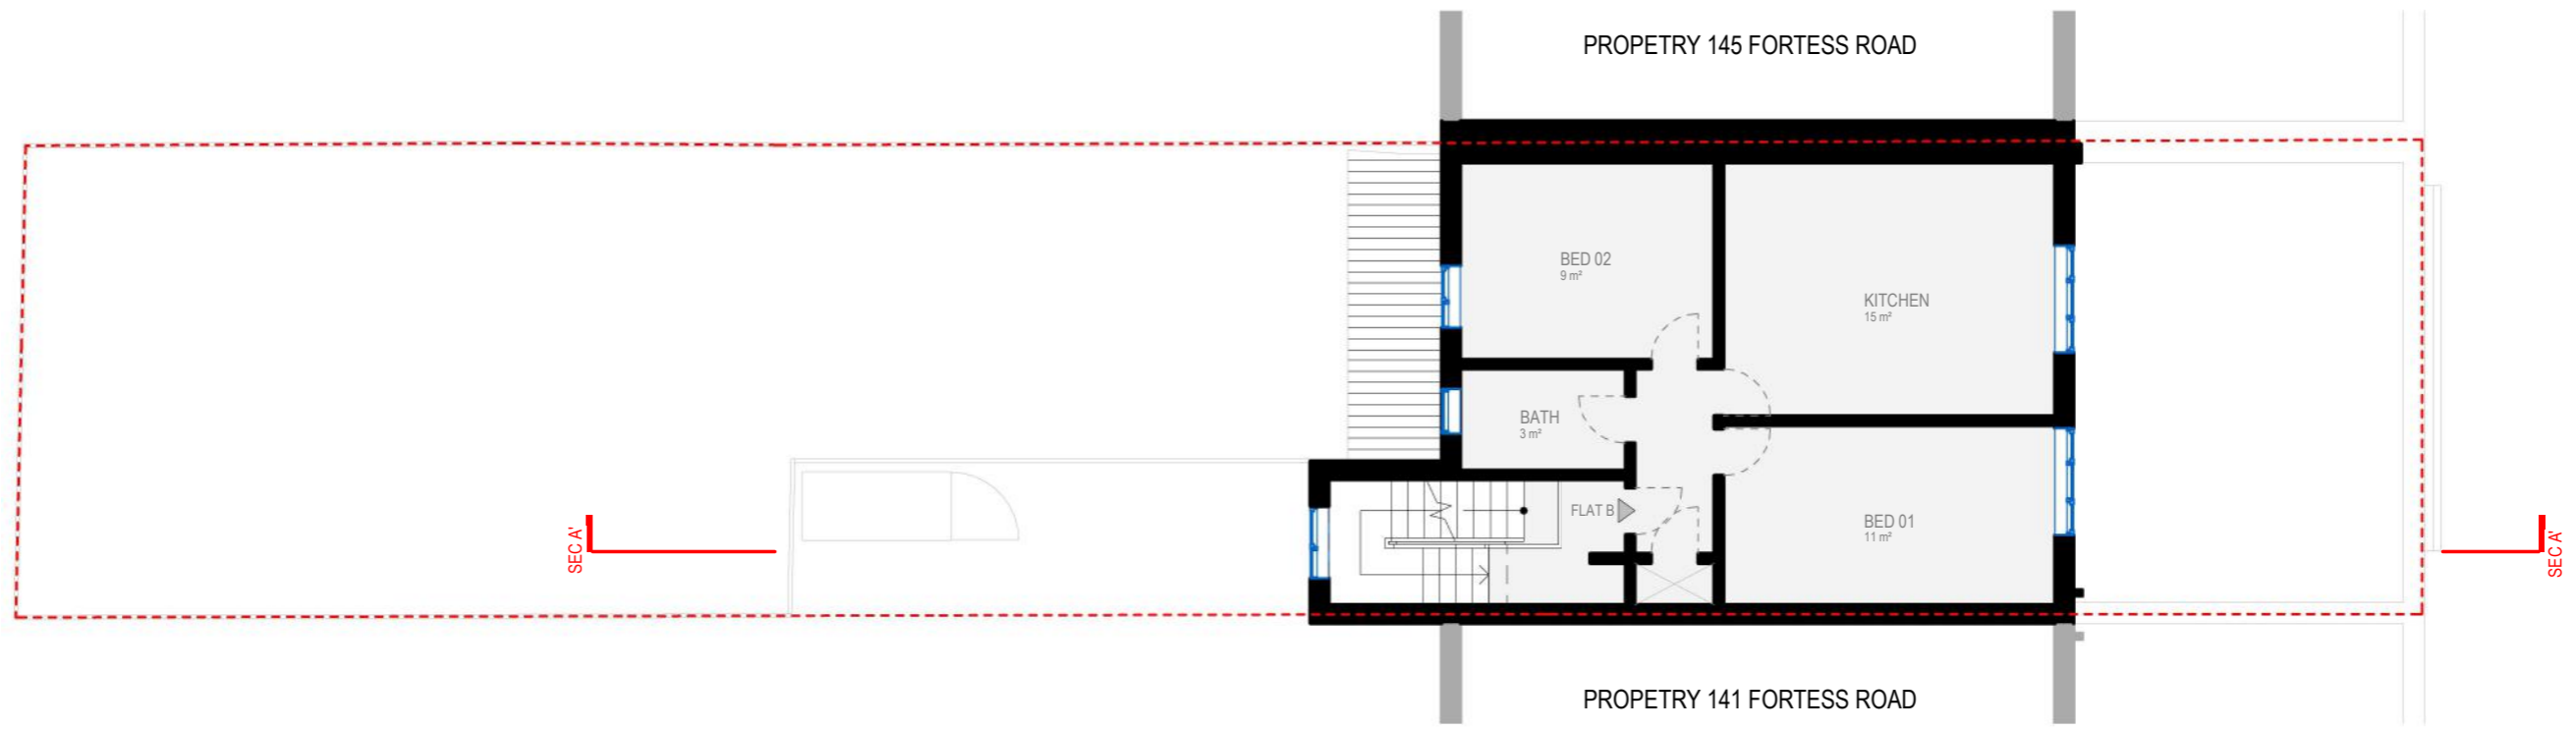 PROPETRY 145 FORTESS ROAD
BED 02
9 m²
KITCHEN
15 m²
BATH
3 m²
FLAT B
BED 01
11 m²
SEC A'
SEC A'
PROPETRY 141 FORTESS ROAD